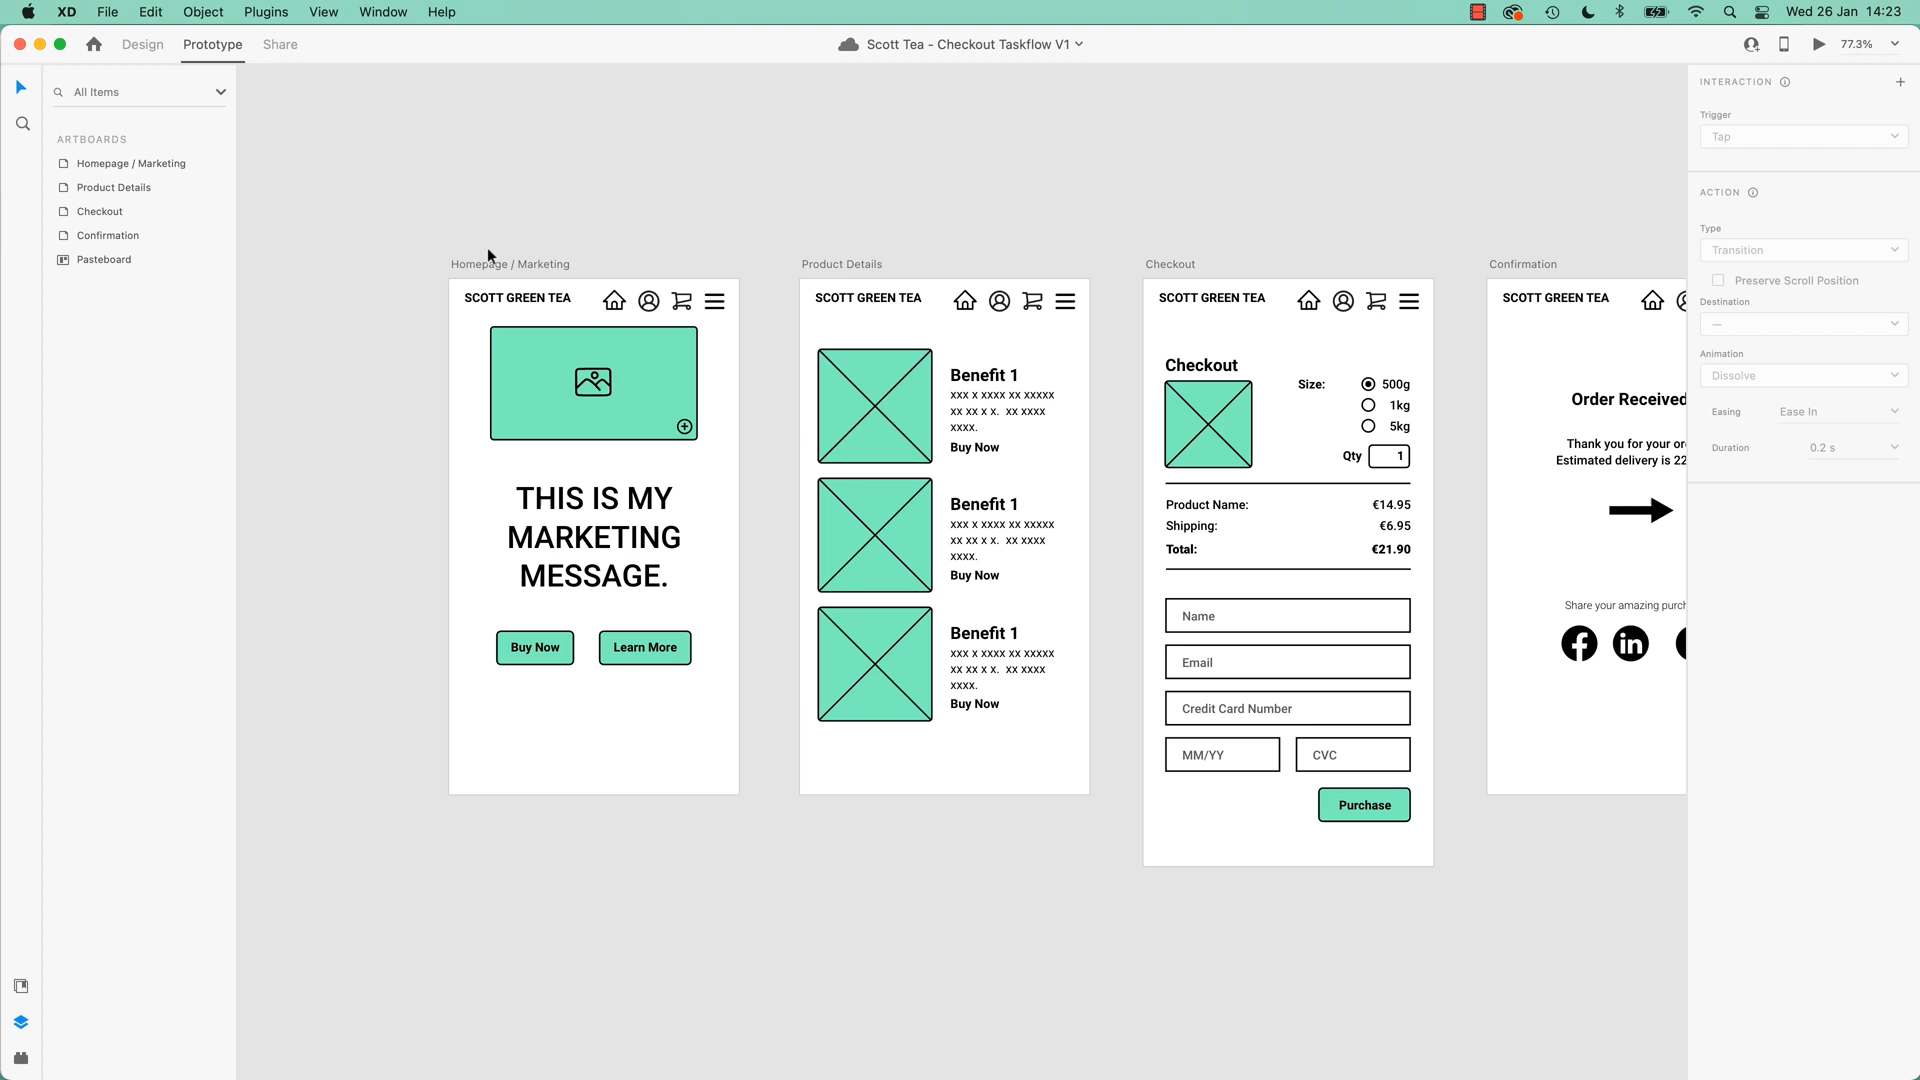 XD File Edit Object Plugins View Window Help
Wed 26 Jan 14:23
Design Prototype Share
Scott Tea - Checkout Taskflow V1
77.3%
All Items
ARTBOARDS
Homepage / Marketing
Product Details
Checkout
Confirmation
Pasteboard
Homepage / Marketing
SCOTT GREEN TEA
THIS IS MY
MARKETING
MESSAGE.
Buy Now
Learn More
Product Details
SCOTT GREEN TEA
Benefit 1
xxx x xxxx xx xxxxx
xx xx x x. xx xxxx
xxxx.
Buy Now
Benefit 1
xxx x xxxx xx xxxxx
xx xx x x. xx xxxx
xxxx.
Buy Now
Benefit 1
xxx x xxxx xx xxxxx
xx xx x x. xx xxxx
xxxx.
Buy Now
Checkout
SCOTT GREEN TEA
Checkout
Size:
500g
1kg
5kg
Qty 1
Product Name: €14.95
Shipping: €6.95
Total: €21.90
Name
Email
Credit Card Number
MM/YY
CVC
Purchase
Confirmation
SCOTT GREEN TEA
Order Received
Thank you for your or
Estimated delivery is 22
Share your amazing purch
in
INTERACTION
Trigger
Tap
ACTION
Type
Transition
Preserve Scroll Position
Destination
—
Animation
Dissolve
Easing Ease In
Duration 0.2 s